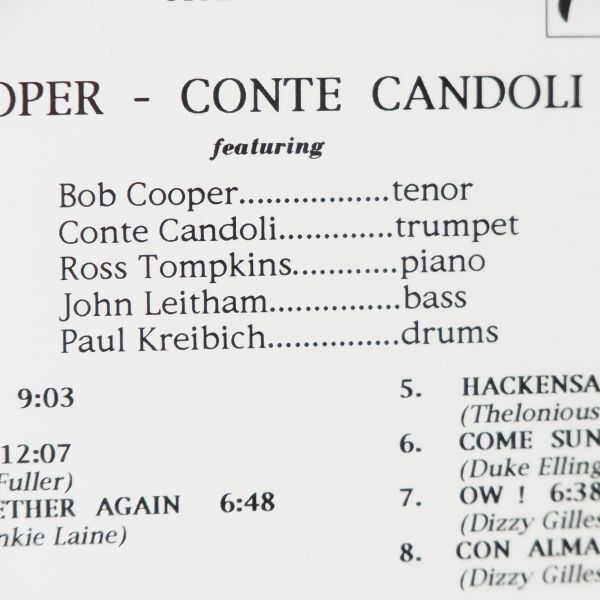 OPER - CONTE CANDOLI
featuring
Bob Cooper..................tenor
Conte Candoli.............trumpet
Ross Tompkins............piano
John Leitham...............bass
Paul Kreibich...............drums
9:03
12:07
Fuller)
ETHER AGAIN 6:48
nkie Laine)
5. HACKENSA
(Thelonious
6. COME SUN
(Duke Elling
7. OW ! 6:38
(Dizzy Gilles
8. CON ALMA
(Dizzy Gilles